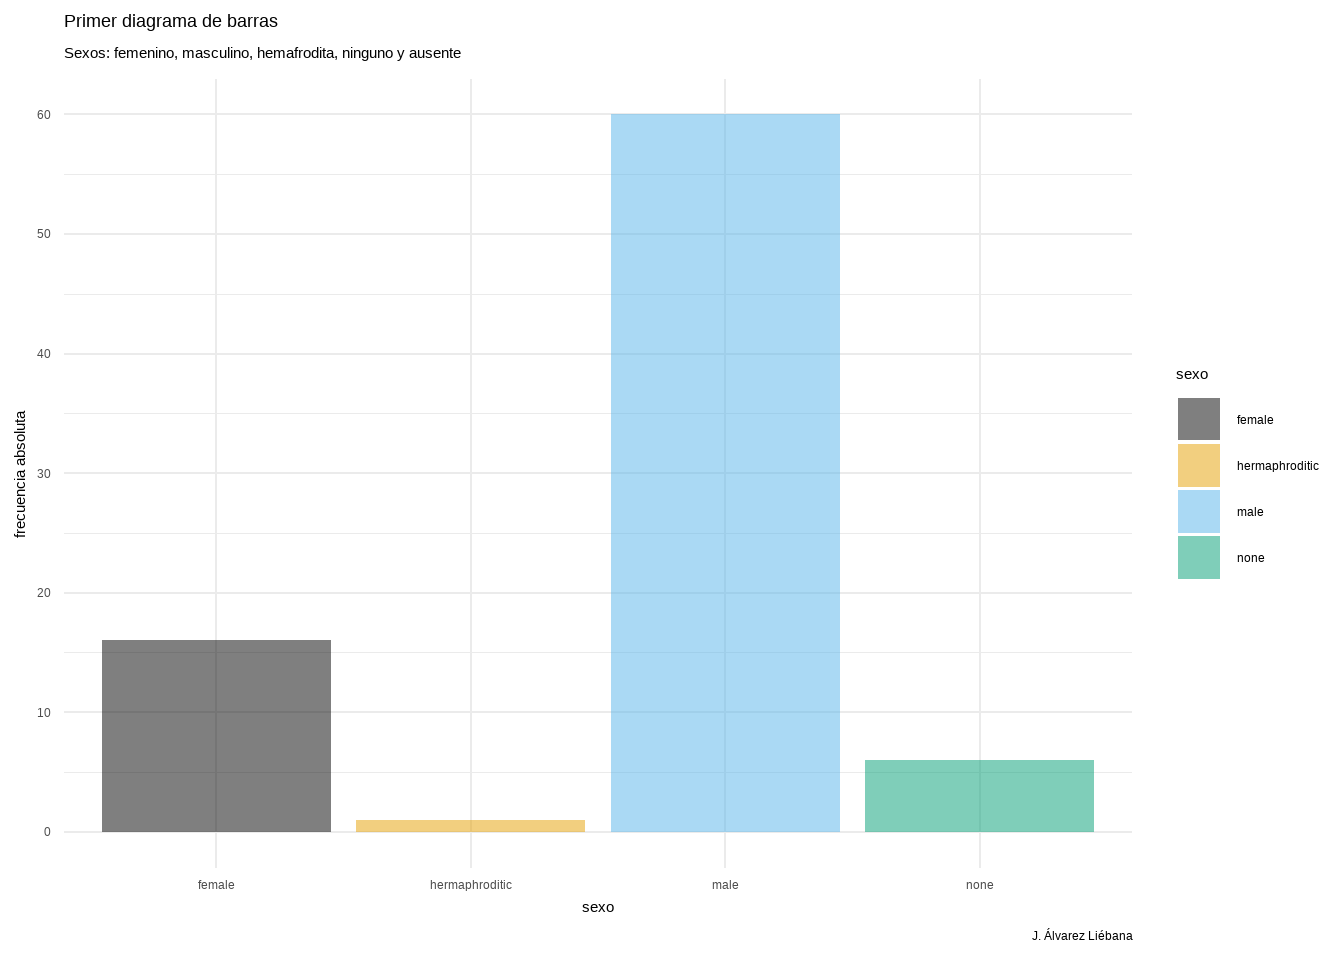 Primer diagrama de barras
Sexos: femenino, masculino, hemafrodita, ninguno y ausente
frecuencia absoluta
60
50
40
30
20
10
0
female
hermaphroditic
male
none
sexo
sexo
female
hermaphroditic
male
none
J. Álvarez Liébana